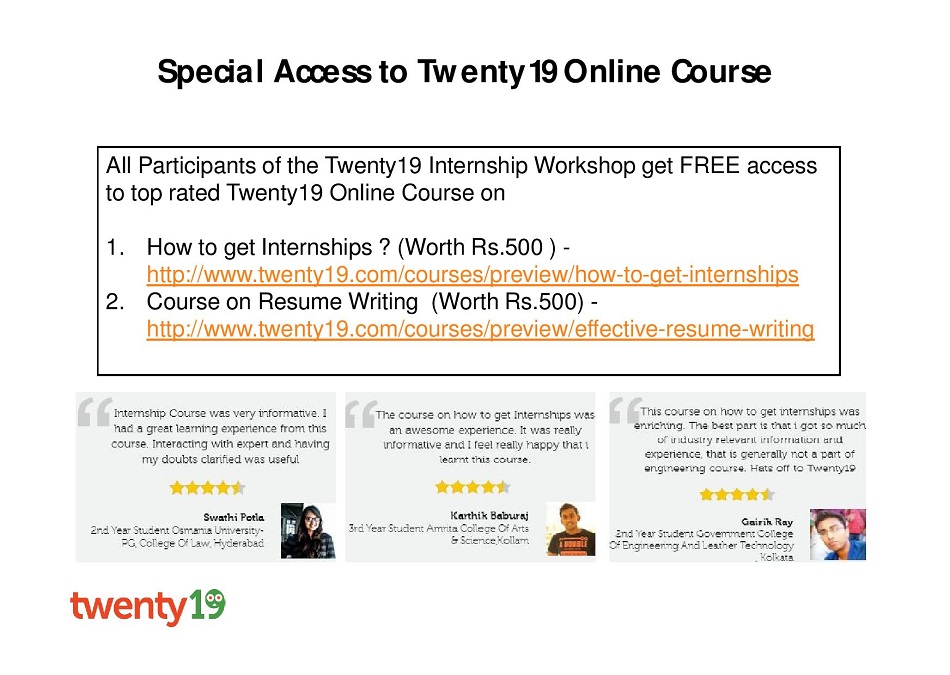 Special Access to Twenty19 Online Course
All Participants of the Twenty19 Internship Workshop get FREE access
to top rated Twenty19 Online Course on
1. How to get Internships ? (Worth Rs.500 ) -
http://www.twenty19.com/courses/preview/how-to-get-internships
2. Course on Resume Writing (Worth Rs.500) -
http://www.twenty19.com/courses/preview/effective-resume-writing
Internship Course was very informative. I
had a great learning experience from this
course. Interacting with expert and having
my doubts clarified was useful
Swathi Potla
2nd Year Student Osmania University-
PG, College Of Law, Hyderabad
The course on how to get Internships was
an awesome experience. It was really
informative and I feel really happy that i
learnt this course.
Karthik Baburaj
3rd Year Student Amrita College Of Arts
& Science,Kollam
This course on how to get internships was
enriching. The best part is that i got so much
of industry relevant information and
experience, that is generally not a part of
engineering course. Hats off to Twenty19
Gairik Ray
2nd Year Student Government College
Of Engineering And Leather Technology
, Kolkata
twenty19